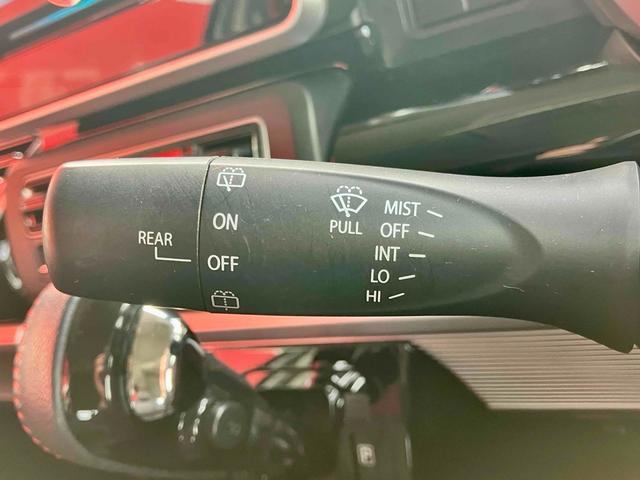 ON
REAR
OFF
PULL
MIST
OFF
INT
LO
HI
P